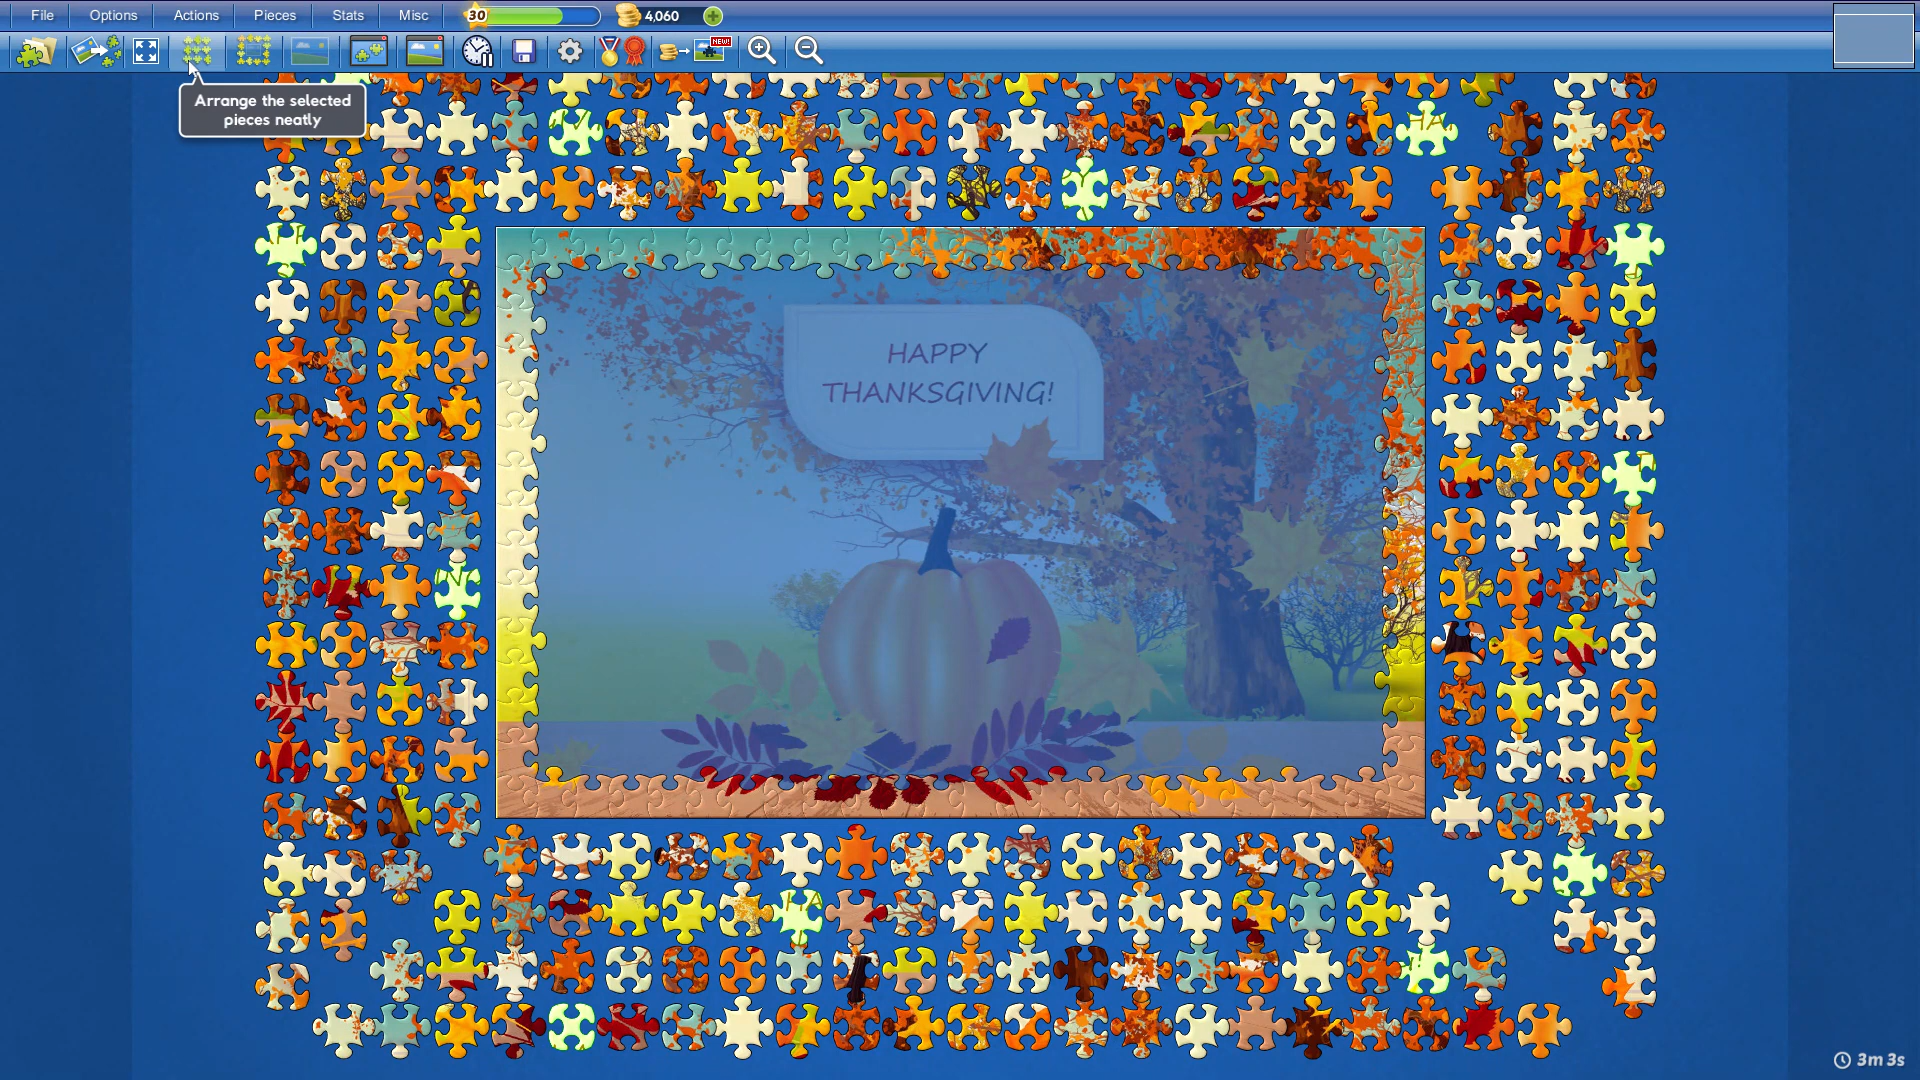 File Options Actions Pieces Stats Misc 30 4,060
NEW!
Arrange the selected
pieces neatly
HAPPY
THANKSGIVING!
3m 3s